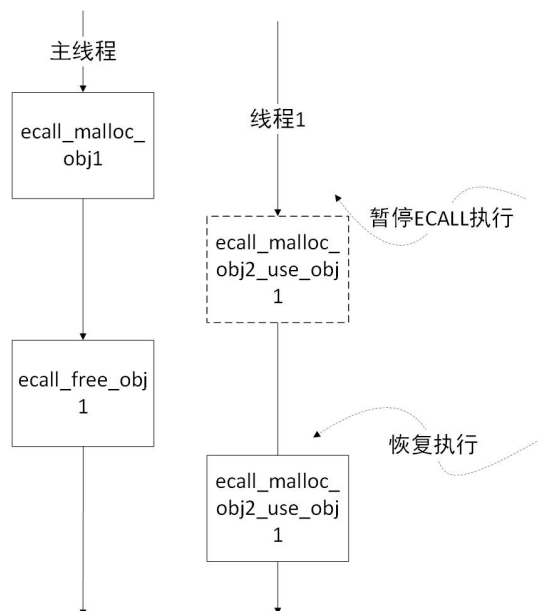 主线程
ecall_malloc_
obj1
线程1
暂停ECALL执行
ecall_malloc_
obj2_use_obj
1
ecall_free_obj
1
恢复执行
ecall_malloc_
obj2_use_obj
1